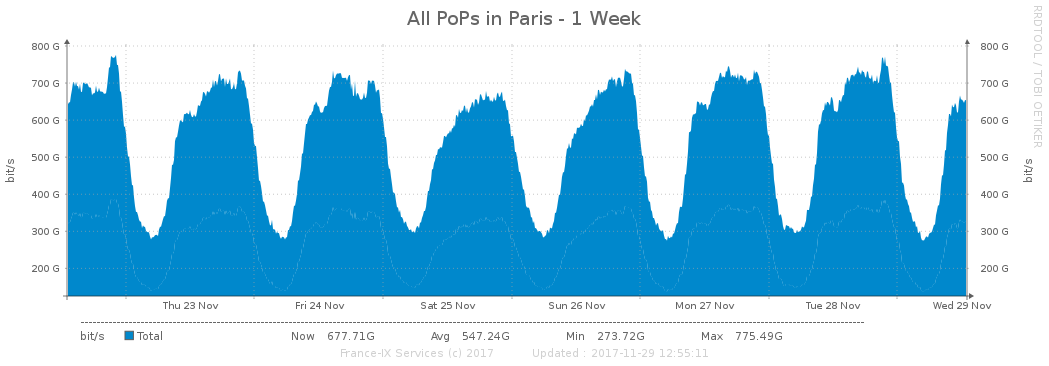 All PoPs in Paris - 1 Week
RRDTOOL / TOBI OETIKER
bit/s
bit/s
800 G 800 G
700 G 700 G
600 G 600 G
500 G 500 G
400 G 400 G
300 G 300 G
200 G 200 G
Thu 23 Nov Fri 24 Nov Sat 25 Nov Sun 26 Nov Mon 27 Nov Tue 28 Nov Wed 29 Nov
bit/s Total Now 677.71G Avg 547.24G Min 273.72G Max 775.49G
France-IX Services (c) 2017 Updated : 2017-11-29 12:55:11